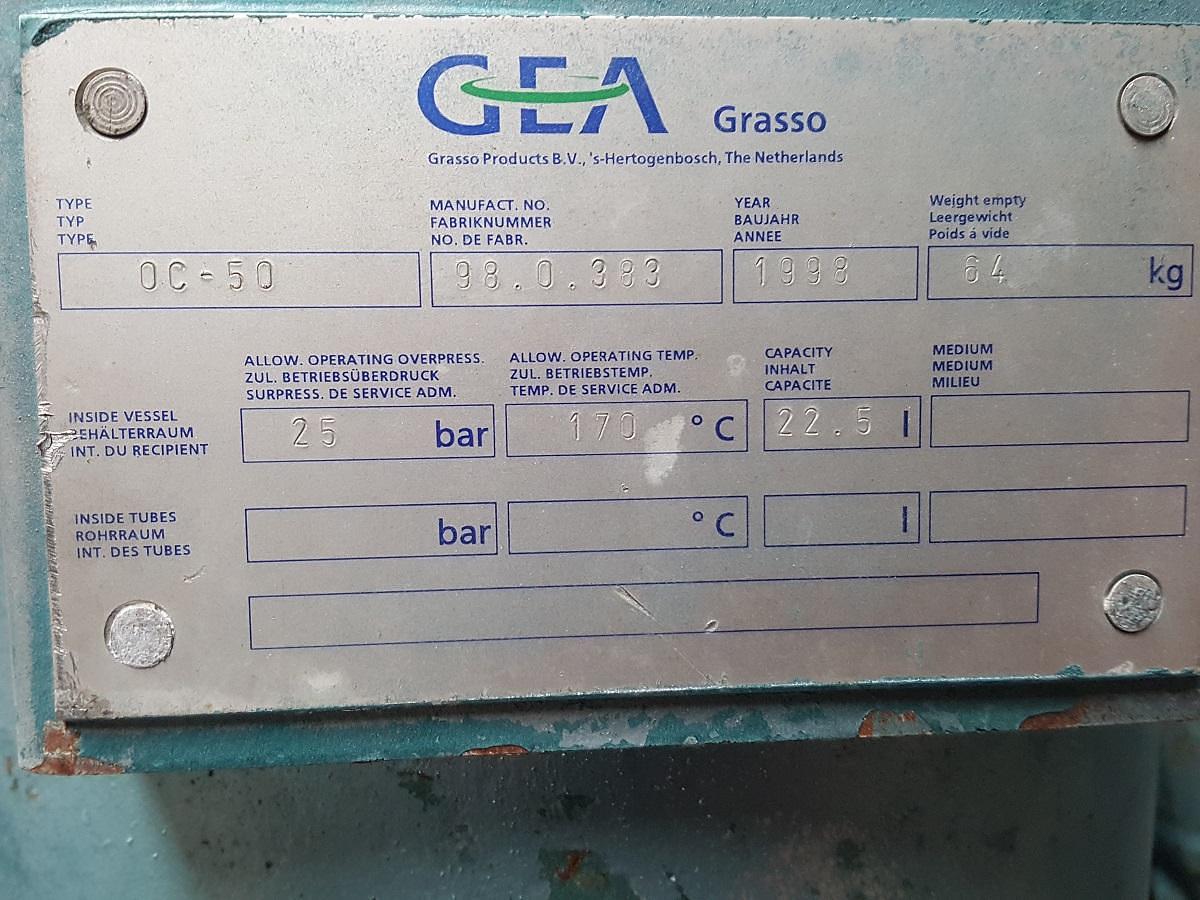 GEA Grasso
Grasso Products B.V., 's-Hertogenbosch, The Netherlands
TYPE
TYP
TYPE
OC-50
MANUFACT. NO.
FABRIKNUMMER
NO. DE FABR.
98.0.383
YEAR
BAUJAHR
ANNEE
1998
Weight empty
Leergewicht
Poids á vide
64 kg
ALLOW. OPERATING OVERPRESS.
ZUL. BETRIEBSÜBERDRUCK
SURPRESS. DE SERVICE ADM.
ALLOW. OPERATING TEMP.
ZUL. BETRIEBSTEMP.
TEMP. DE SERVICE ADM.
CAPACITY
INHALT
CAPACITE
MEDIUM
MEDIUM
MILIEU
INSIDE VESSEL
BEHÄLTERRAUM
INT. DU RECIPIENT
25 bar
170 °C
22.5 l
INSIDE TUBES
ROHRRAUM
INT. DES TUBES
bar
°C
l